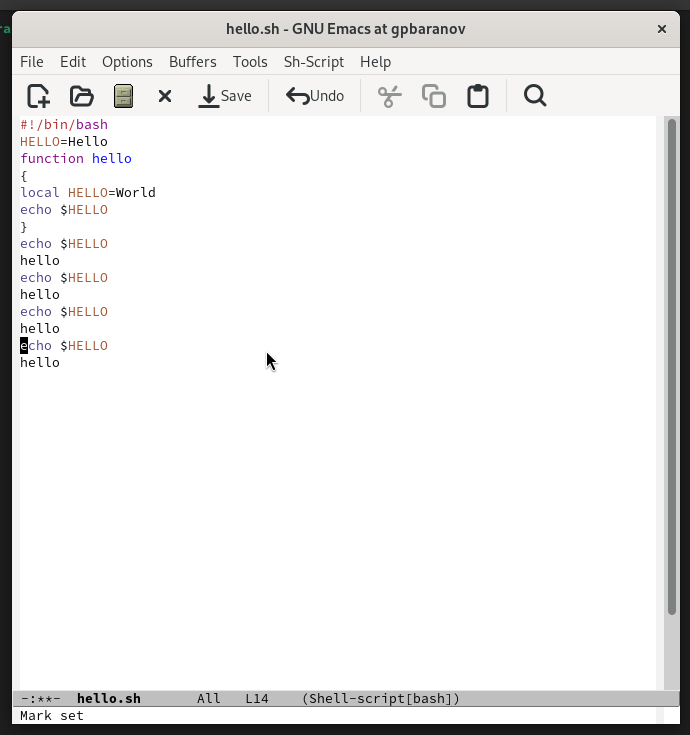 ra
hello.sh - GNU Emacs at gpbaranov
File Edit Options Buffers Tools Sh-Script Help
Save Undo
#!/bin/bash
HELLO=Hello
function hello
{
local HELLO=World
echo $HELLO
}
echo $HELLO
hello
echo $HELLO
hello
echo $HELLO
hello
echo $HELLO
hello
-:**- hello.sh All L14 (Shell-script[bash])
Mark set